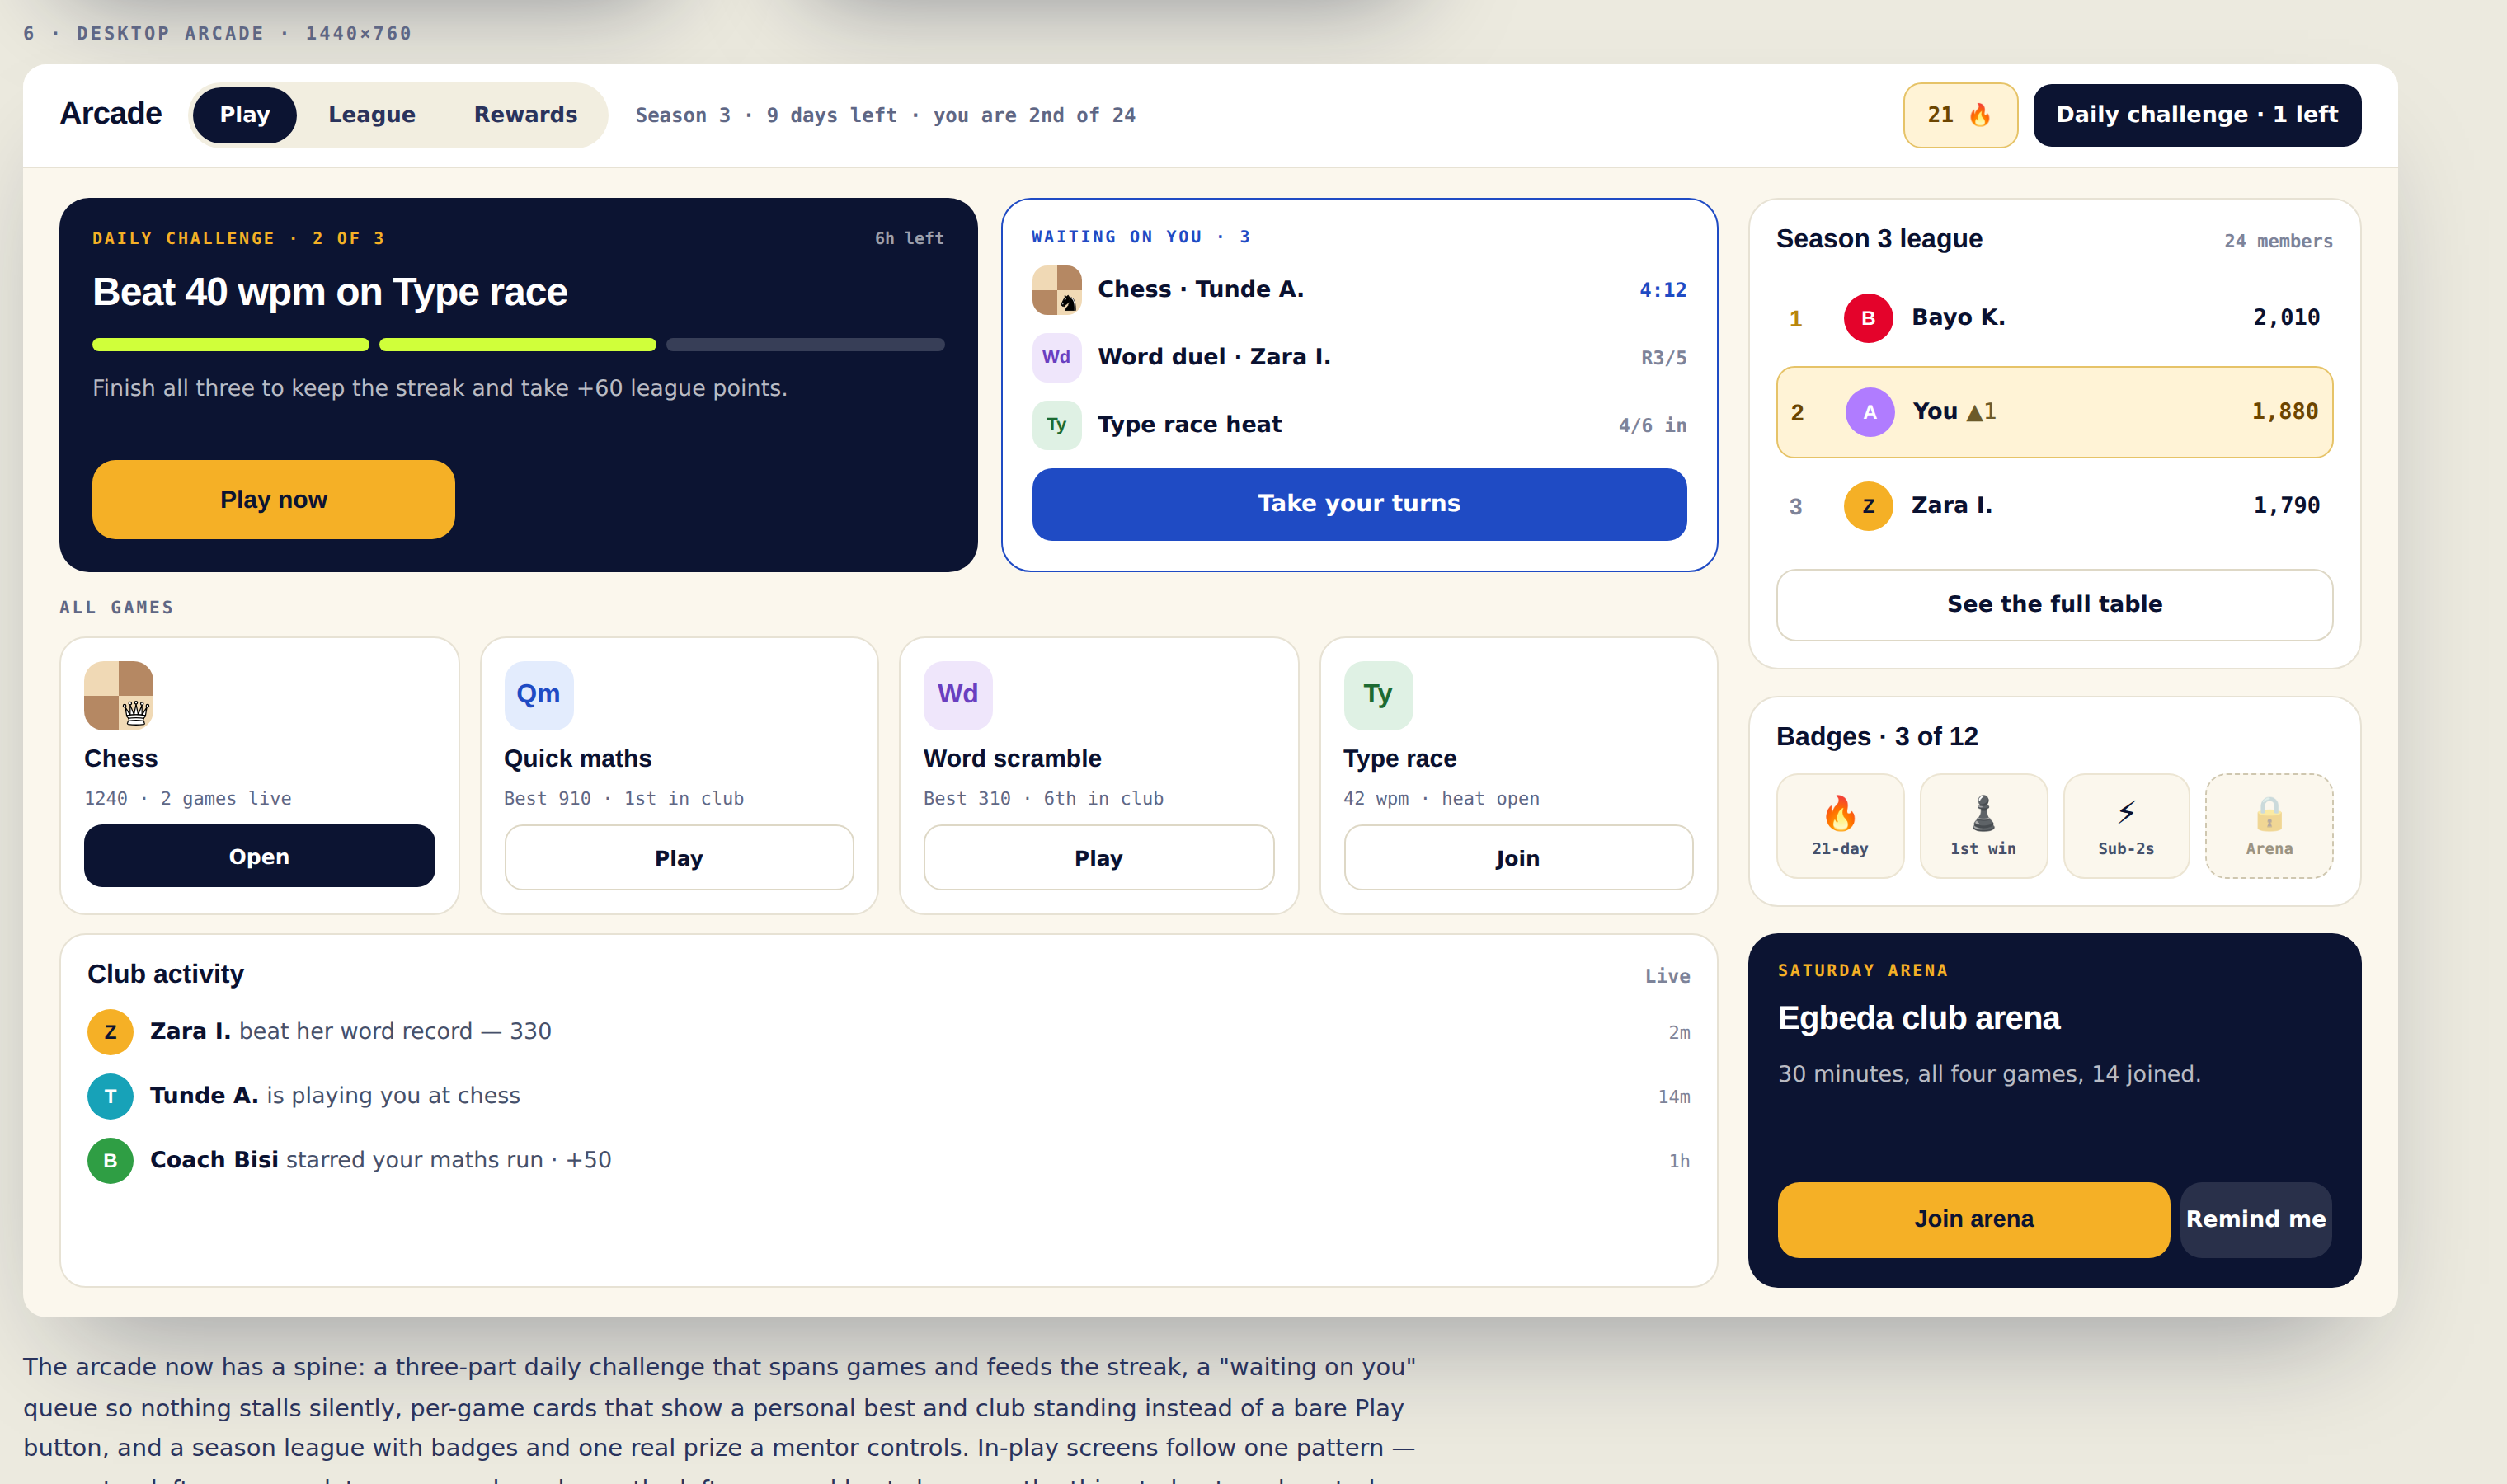 6 · DESKTOP ARCADE · 1440×760
Arcade
Play
League
Rewards
Season 3 · 9 days left · you are 2nd of 24
21 🔥
Daily challenge · 1 left
DAILY CHALLENGE · 2 OF 3
6h left
Beat 40 wpm on Type race
Finish all three to keep the streak and take +60 league points.
Play now
WAITING ON YOU · 3
Chess · Tunde A.
4:12
Wd
Word duel · Zara I.
R3/5
Ty
Type race heat
4/6 in
Take your turns
Season 3 league
24 members
1
B
Bayo K.
2,010
2
A
You ▲1
1,880
3
Z
Zara I.
1,790
See the full table
ALL GAMES
Chess
1240 · 2 games live
Open
Qm
Quick maths
Best 910 · 1st in club
Play
Wd
Word scramble
Best 310 · 6th in club
Play
Ty
Type race
42 wpm · heat open
Join
Badges · 3 of 12
21-day
1st win
Sub-2s
Arena
Club activity
Live
Z
Zara I. beat her word record — 330
2m
T
Tunde A. is playing you at chess
14m
B
Coach Bisi starred your maths run · +50
1h
SATURDAY ARENA
Egbeda club arena
30 minutes, all four games, 14 joined.
Join arena
Remind me
The arcade now has a spine: a three-part daily challenge that spans games and feeds the streak, a "waiting on you"
queue so nothing stalls silently, per-game cards that show a personal best and club standing instead of a bare Play
button, and a season league with badges and one real prize a mentor controls. In-play screens follow one pattern —